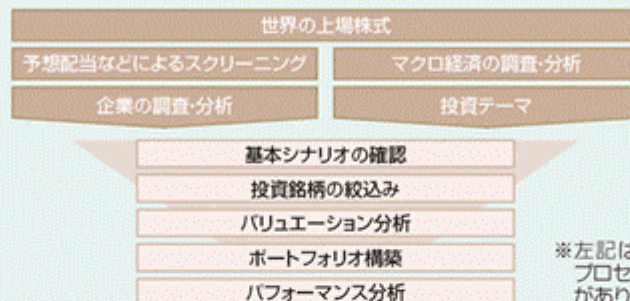 世界の上場株式
予想配当などによるスクリーニング
マクロ経済の調査・分析
企業の調査・分析
投資テーマ
基本シナリオの確認
投資銘柄の絞込み
バリュエーション分析
ポートフォリオ構築
パフォーマンス分析
※左記は
プロセ
があり